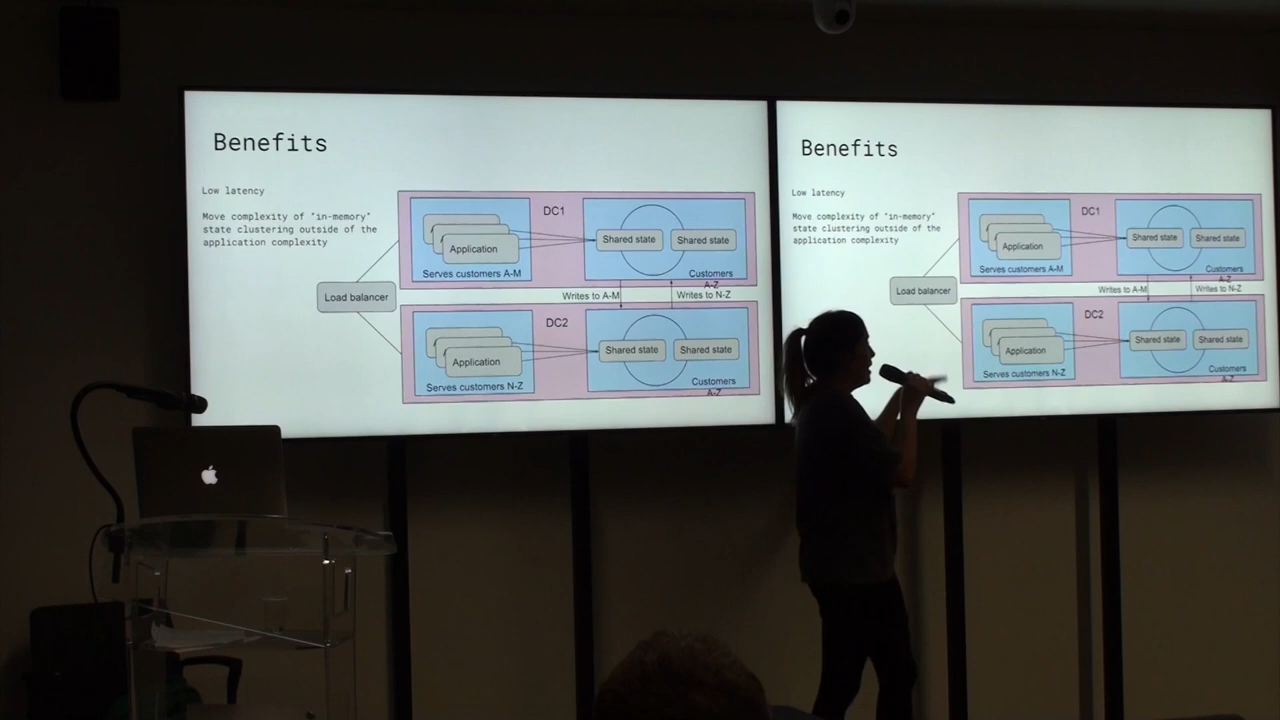 Benefits
Low latency
Move complexity of "in-memory"
state clustering outside of the
application complexity
Load balancer
DC1
Application
Serves customers A-M
Shared state
Shared state
Customers
A-Z
Writes to A-M
Writes to N-Z
DC2
Application
Serves customers N-Z
Shared state
Shared state
Customers
A-Z
Benefits
Low latency
Move complexity of "in-memory"
state clustering outside of the
application complexity
Load balancer
DC1
Application
Serves customers A-M
Shared state
Shared state
Customers
A-Z
Writes to A-M
Writes to N-Z
DC2
Application
Serves customers N-Z
Shared state
Shared state
Customers
A-Z